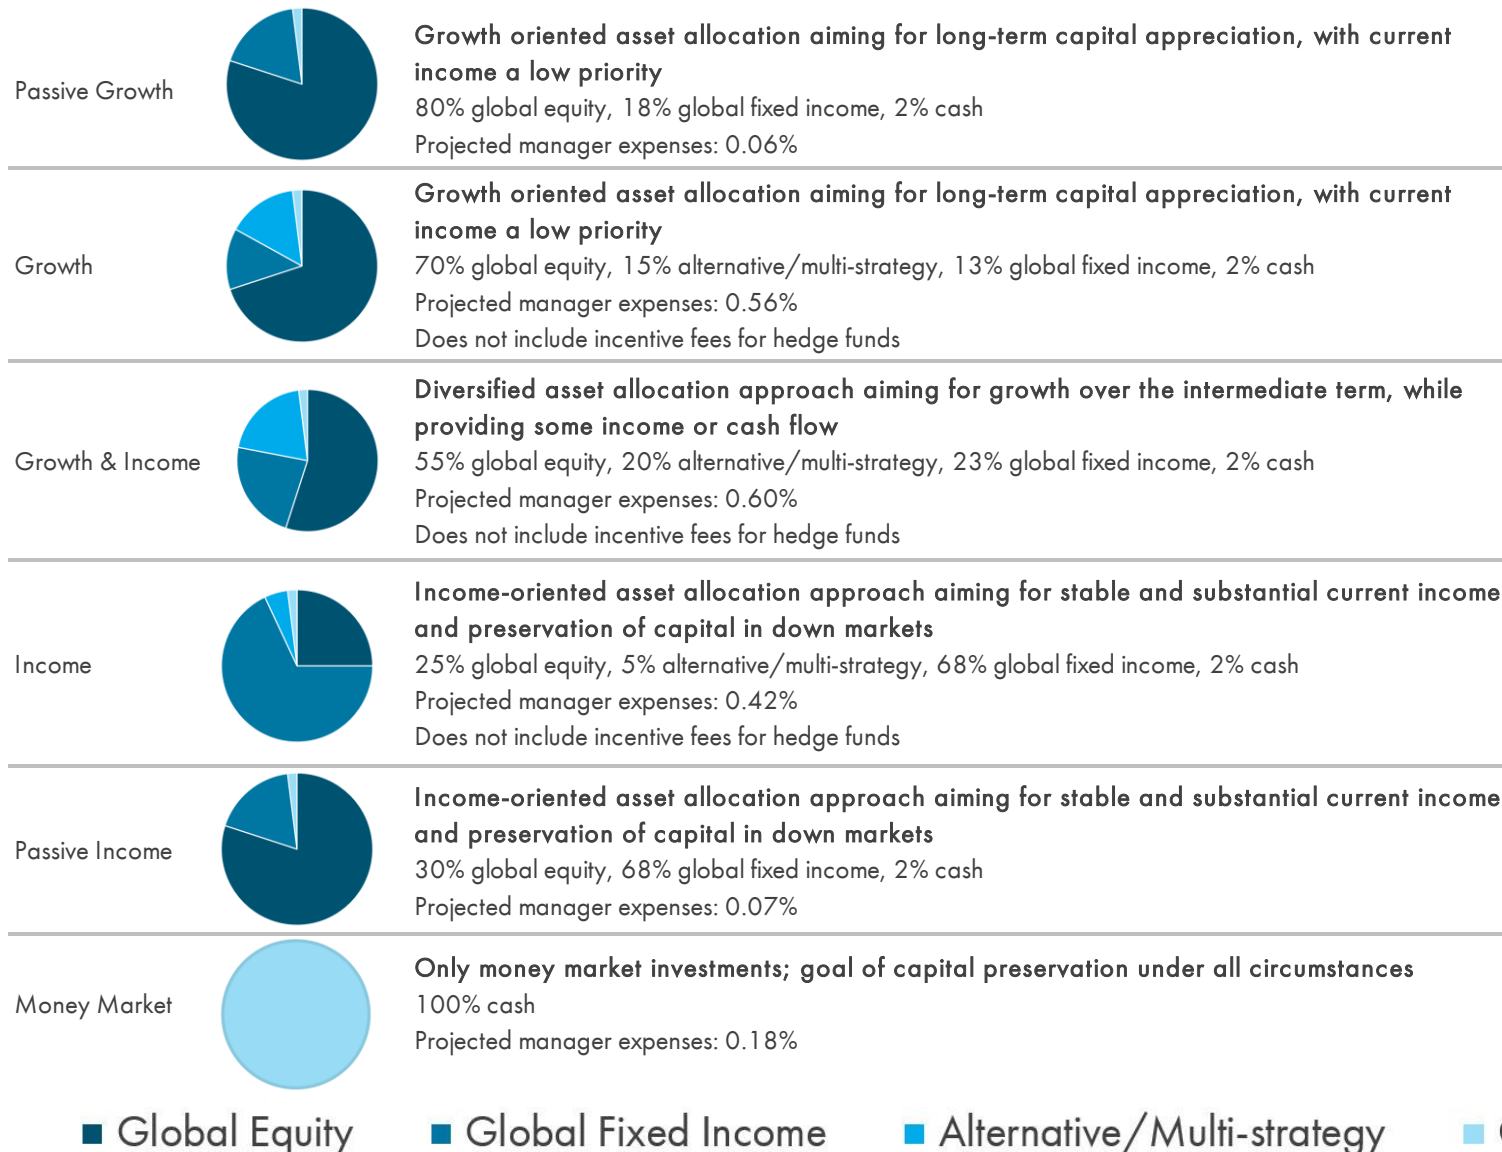 Growth oriented asset allocation aiming for long-term capital appreciation, with current
income a low priority
Passive Growth
80% global equity, 18% global fixed income, 2% cash
Projected manager expenses: 0.06%
Growth oriented asset allocation aiming for long-term capital appreciation, with current
income a low priority
Growth
70% global equity, 15% alternative/multi-strategy, 13% global fixed income, 2% cash
Projected manager expenses: 0.56%
Does not include incentive fees for hedge funds
Diversified asset allocation approach aiming for growth over the intermediate term, while
providing some income or cash flow
Growth & Income
55% global equity, 20% alternative/multi-strategy, 23% global fixed income, 2% cash
Projected manager expenses: 0.60%
Does not include incentive fees for hedge funds
Income-oriented asset allocation approach aiming for stable and substantial current income
and preservation of capital in down markets
Income
25% global equity, 5% alternative/multi-strategy, 68% global fixed income, 2% cash
Projected manager expenses: 0.42%
Does not include incentive fees for hedge funds
Income-oriented asset allocation approach aiming for stable and substantial current income
and preservation of capital in down markets
Passive Income
30% global equity, 68% global fixed income, 2% cash
Projected manager expenses: 0.07%
Only money market investments; goal of capital preservation under all circumstances
Money Market
100% cash
Projected manager expenses: 0.18%
Global Equity
Global Fixed Income
Alternative/Multi-strategy